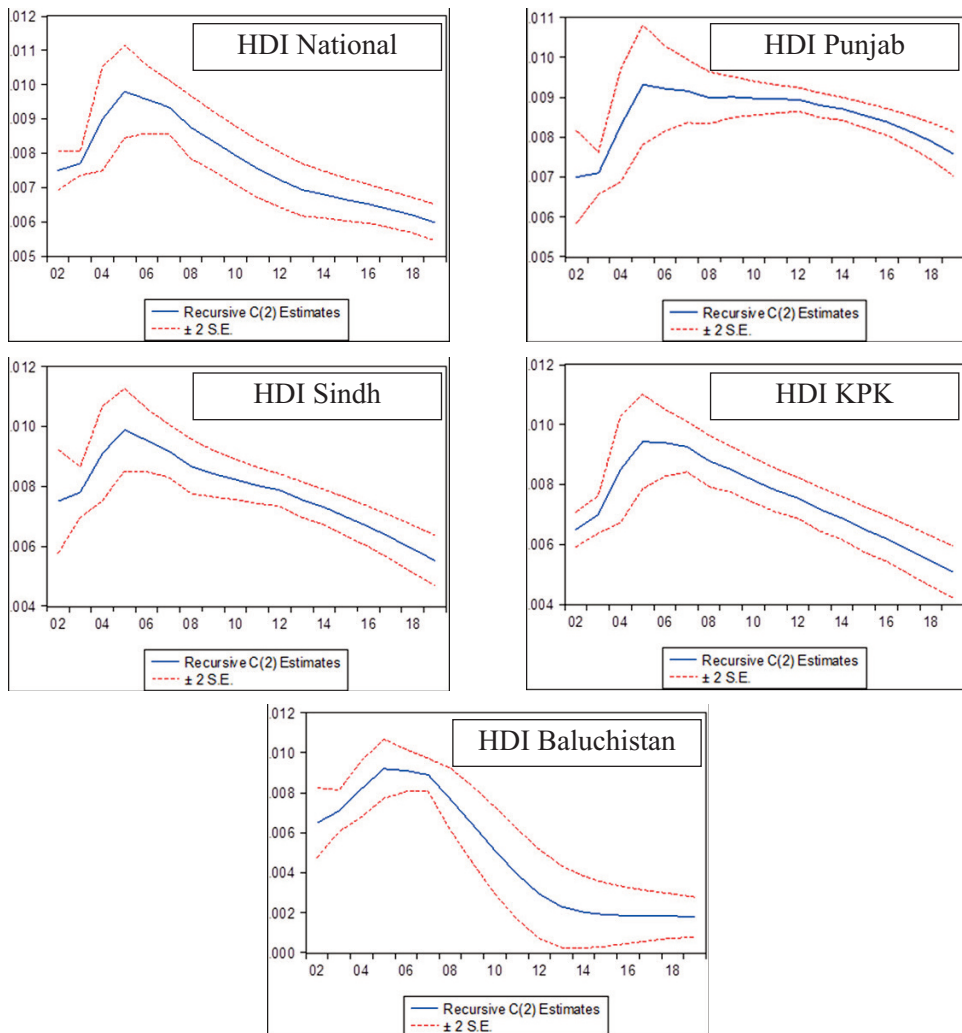 HDI National
.012
.011
.010
.009
.008
.007
.006
.005
02 04 06 08 10 12 14 16 18
Recursive C(2) Estimates
± 2 S.E.
HDI Punjab
.011
.010
.009
.008
.007
.006
.005
02 04 06 08 10 12 14 16 18
Recursive C(2) Estimates
± 2 S.E.
HDI Sindh
.012
.010
.008
.006
.004
02 04 06 08 10 12 14 16 18
Recursive C(2) Estimates
± 2 S.E.
HDI KPK
.012
.010
.008
.006
.004
02 04 06 08 10 12 14 16 18
Recursive C(2) Estimates
± 2 S.E.
HDI Baluchistan
.012
.010
.008
.006
.004
.002
.000
02 04 06 08 10 12 14 16 18
Recursive C(2) Estimates
± 2 S.E.